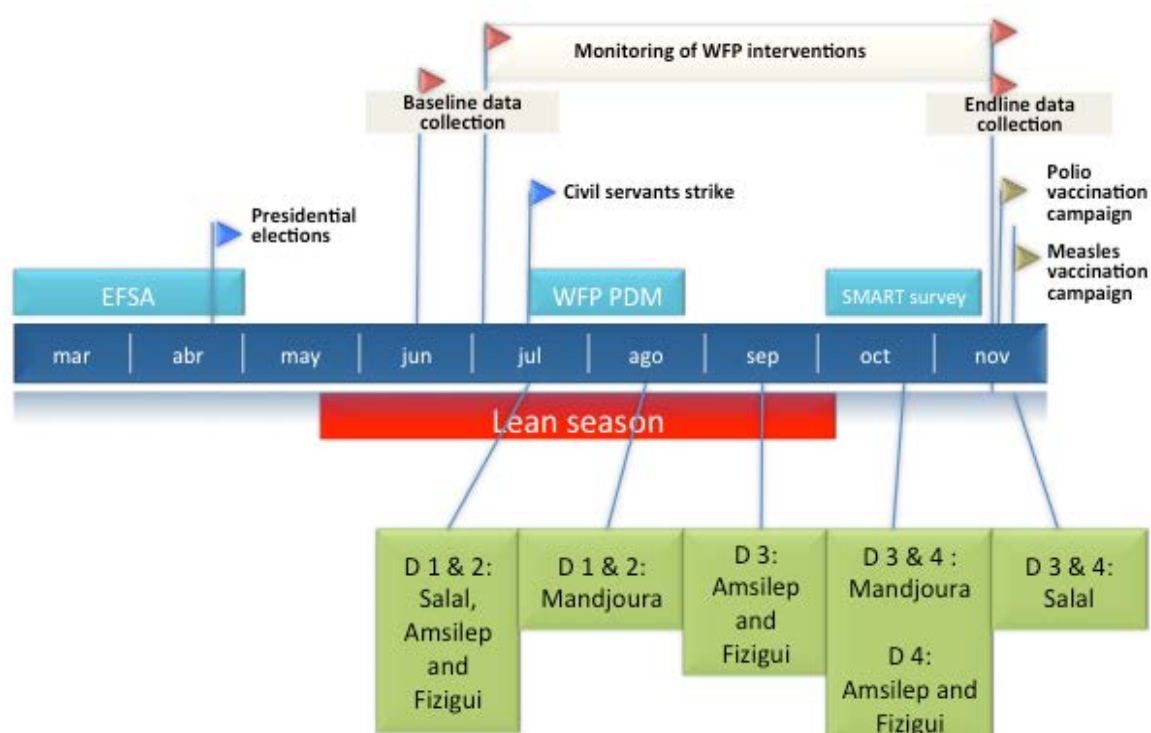 Monitoring of WFP interventions
Baseline data
collection
Endline data
collection
Polio
vaccination
campaign
Civil servants strike
Presidential
elections
Measles
vaccination
campaign
EFSA
WFP PDM
SMART survey
mar
abr
may
jun
jul
ago
sep
oct
nov
Lean season
D 1 & 2:
Salal,
Amsilep
and
Fizigui
D 1 & 2:
Mandjoura
D 3:
Amsilep
and
Fizigui
D 3 & 4 :
Mandjoura
D 4:
Amsilep and
Fizigui
D 3 & 4:
Salal